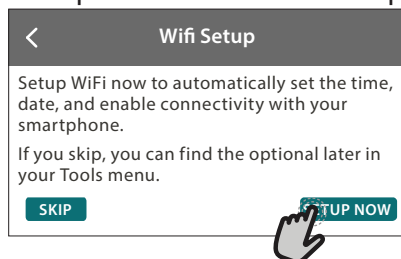 Wifi Setup
Setup WiFi now to automatically set the time,
date, and enable connectivity with your
smartphone.
If you skip, you can find the optional later in
your Tools menu.
SKIP
SETUP NOW